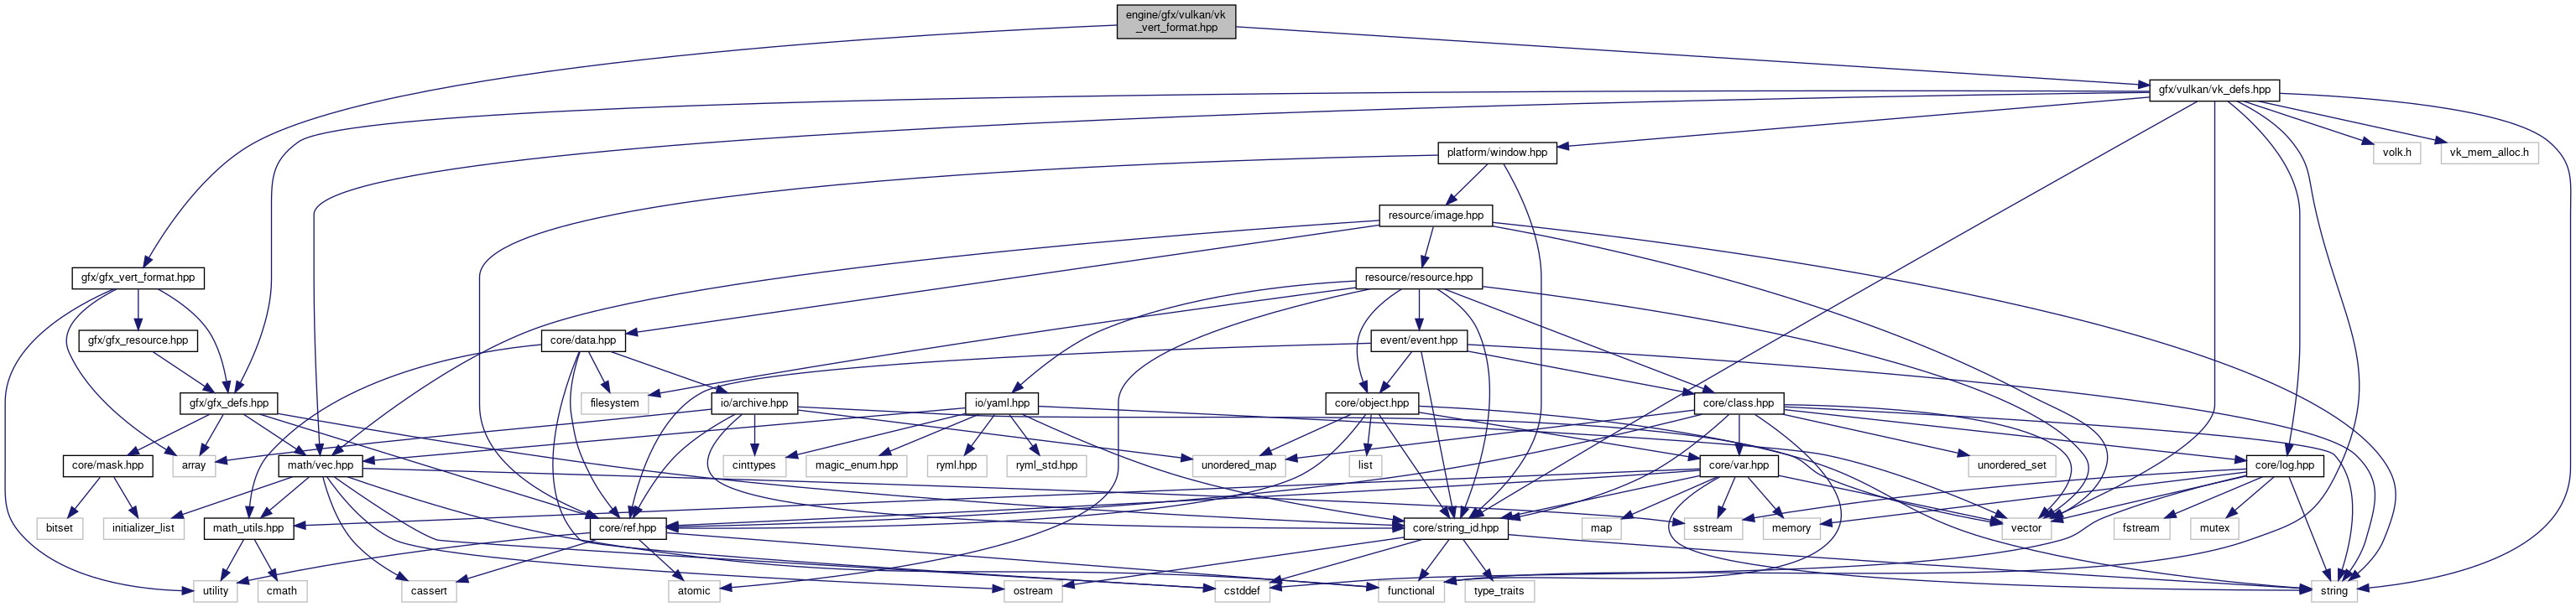 engine/gfx/vulkan/vk
_vert_format.hpp
gfx/vulkan/vk_defs.hpp
platform/window.hpp
volk.h
vk_mem_alloc.h
resource/image.hpp
gfx/gfx_vert_format.hpp
resource/resource.hpp
gfx/gfx_resource.hpp
core/data.hpp
event/event.hpp
gfx/gfx_defs.hpp
filesystem
io/archive.hpp
io/yaml.hpp
core/object.hpp
core/class.hpp
core/mask.hpp
array
math/vec.hpp
cinttypes
magic_enum.hpp
ryml.hpp
ryml_std.hpp
unordered_map
list
core/var.hpp
unordered_set
core/log.hpp
bitset
initializer_list
math_utils.hpp
core/ref.hpp
core/string_id.hpp
map
sstream
memory
vector
fstream
mutex
utility
cmath
cassert
atomic
ostream
cstddef
functional
type_traits
string